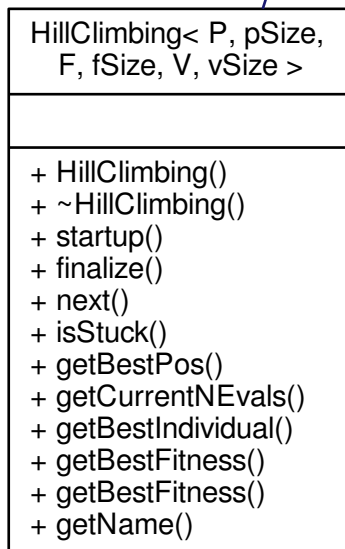 HillClimbing< P, pSize,
F, fSize, V, vSize >
+ HillClimbing()
+ ~HillClimbing()
+ startup()
+ finalize()
+ next()
+ isStuck()
+ getBestPos()
+ getCurrentNEvals()
+ getBestIndividual()
+ getBestFitness()
+ getBestFitness()
+ getName()